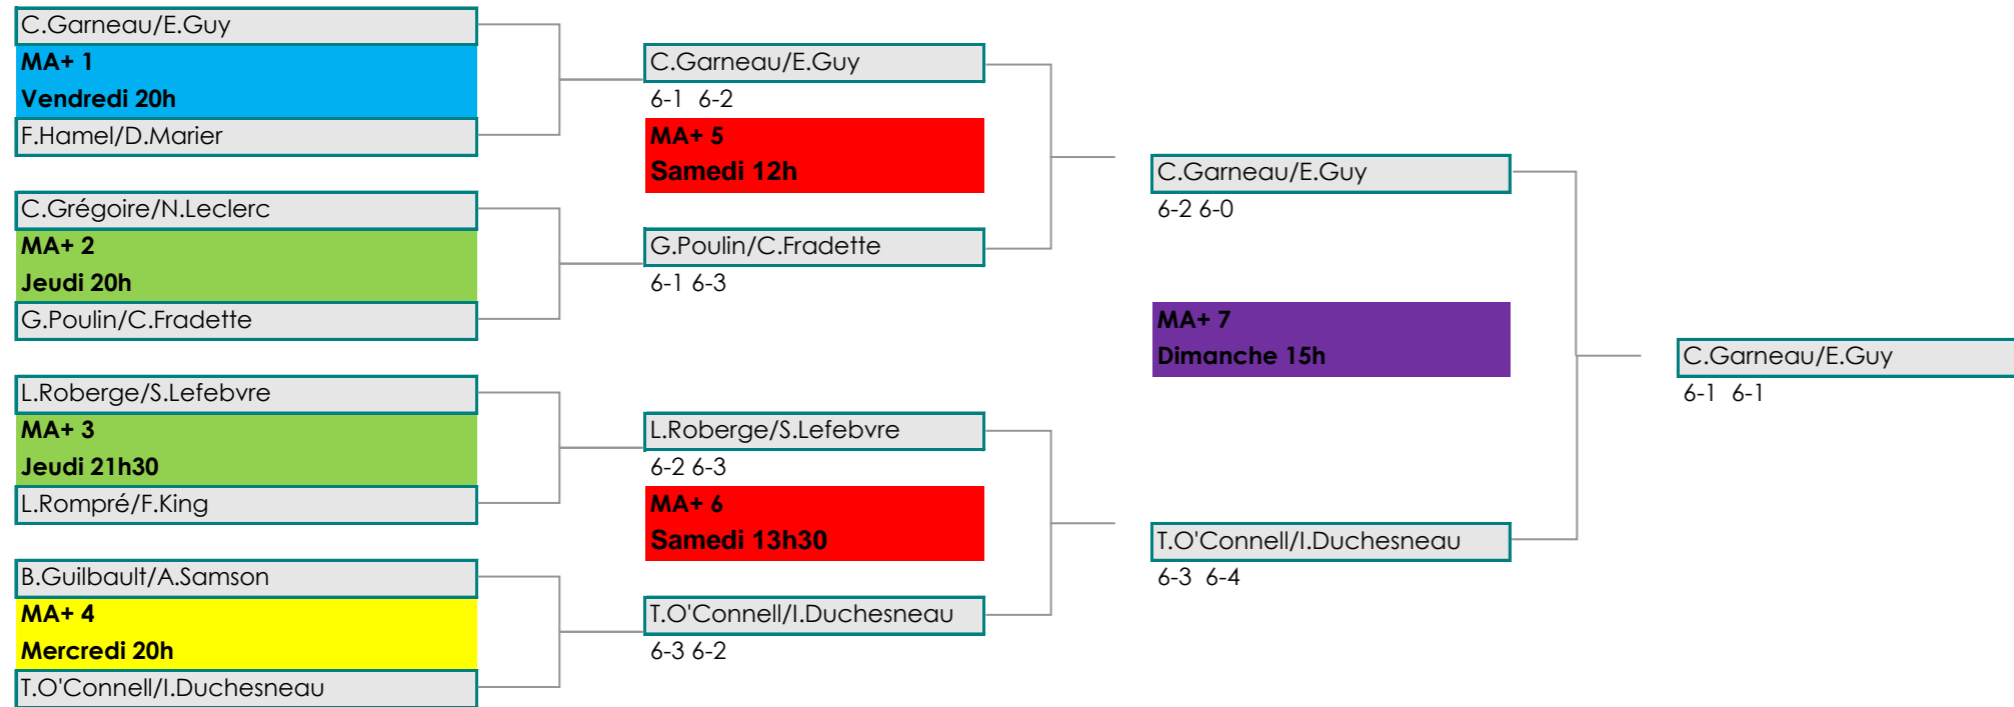 C.Garneau/E.Guy
MA+ 1
Vendredi 20h
F.Hamel/D.Marier
C.Grégoire/N.Leclerc
MA+ 2
Jeudi 20h
G.Poulin/C.Fradette
L.Roberge/S.Lefebvre
MA+ 3
Jeudi 21h30
L.Rompré/F.King
B.Guilbault/A.Samson
MA+ 4
Mercredi 20h
T.O'Connell/I.Duchesneau
C.Garneau/E.Guy
6-1 6-2
MA+ 5
Samedi 12h
G.Poulin/C.Fradette
6-1 6-3
L.Roberge/S.Lefebvre
6-2 6-3
MA+ 6
Samedi 13h30
T.O'Connell/I.Duchesneau
6-3 6-2
C.Garneau/E.Guy
6-2 6-0
MA+ 7
Dimanche 15h
T.O'Connell/I.Duchesneau
6-3 6-4
C.Garneau/E.Guy
6-1 6-1